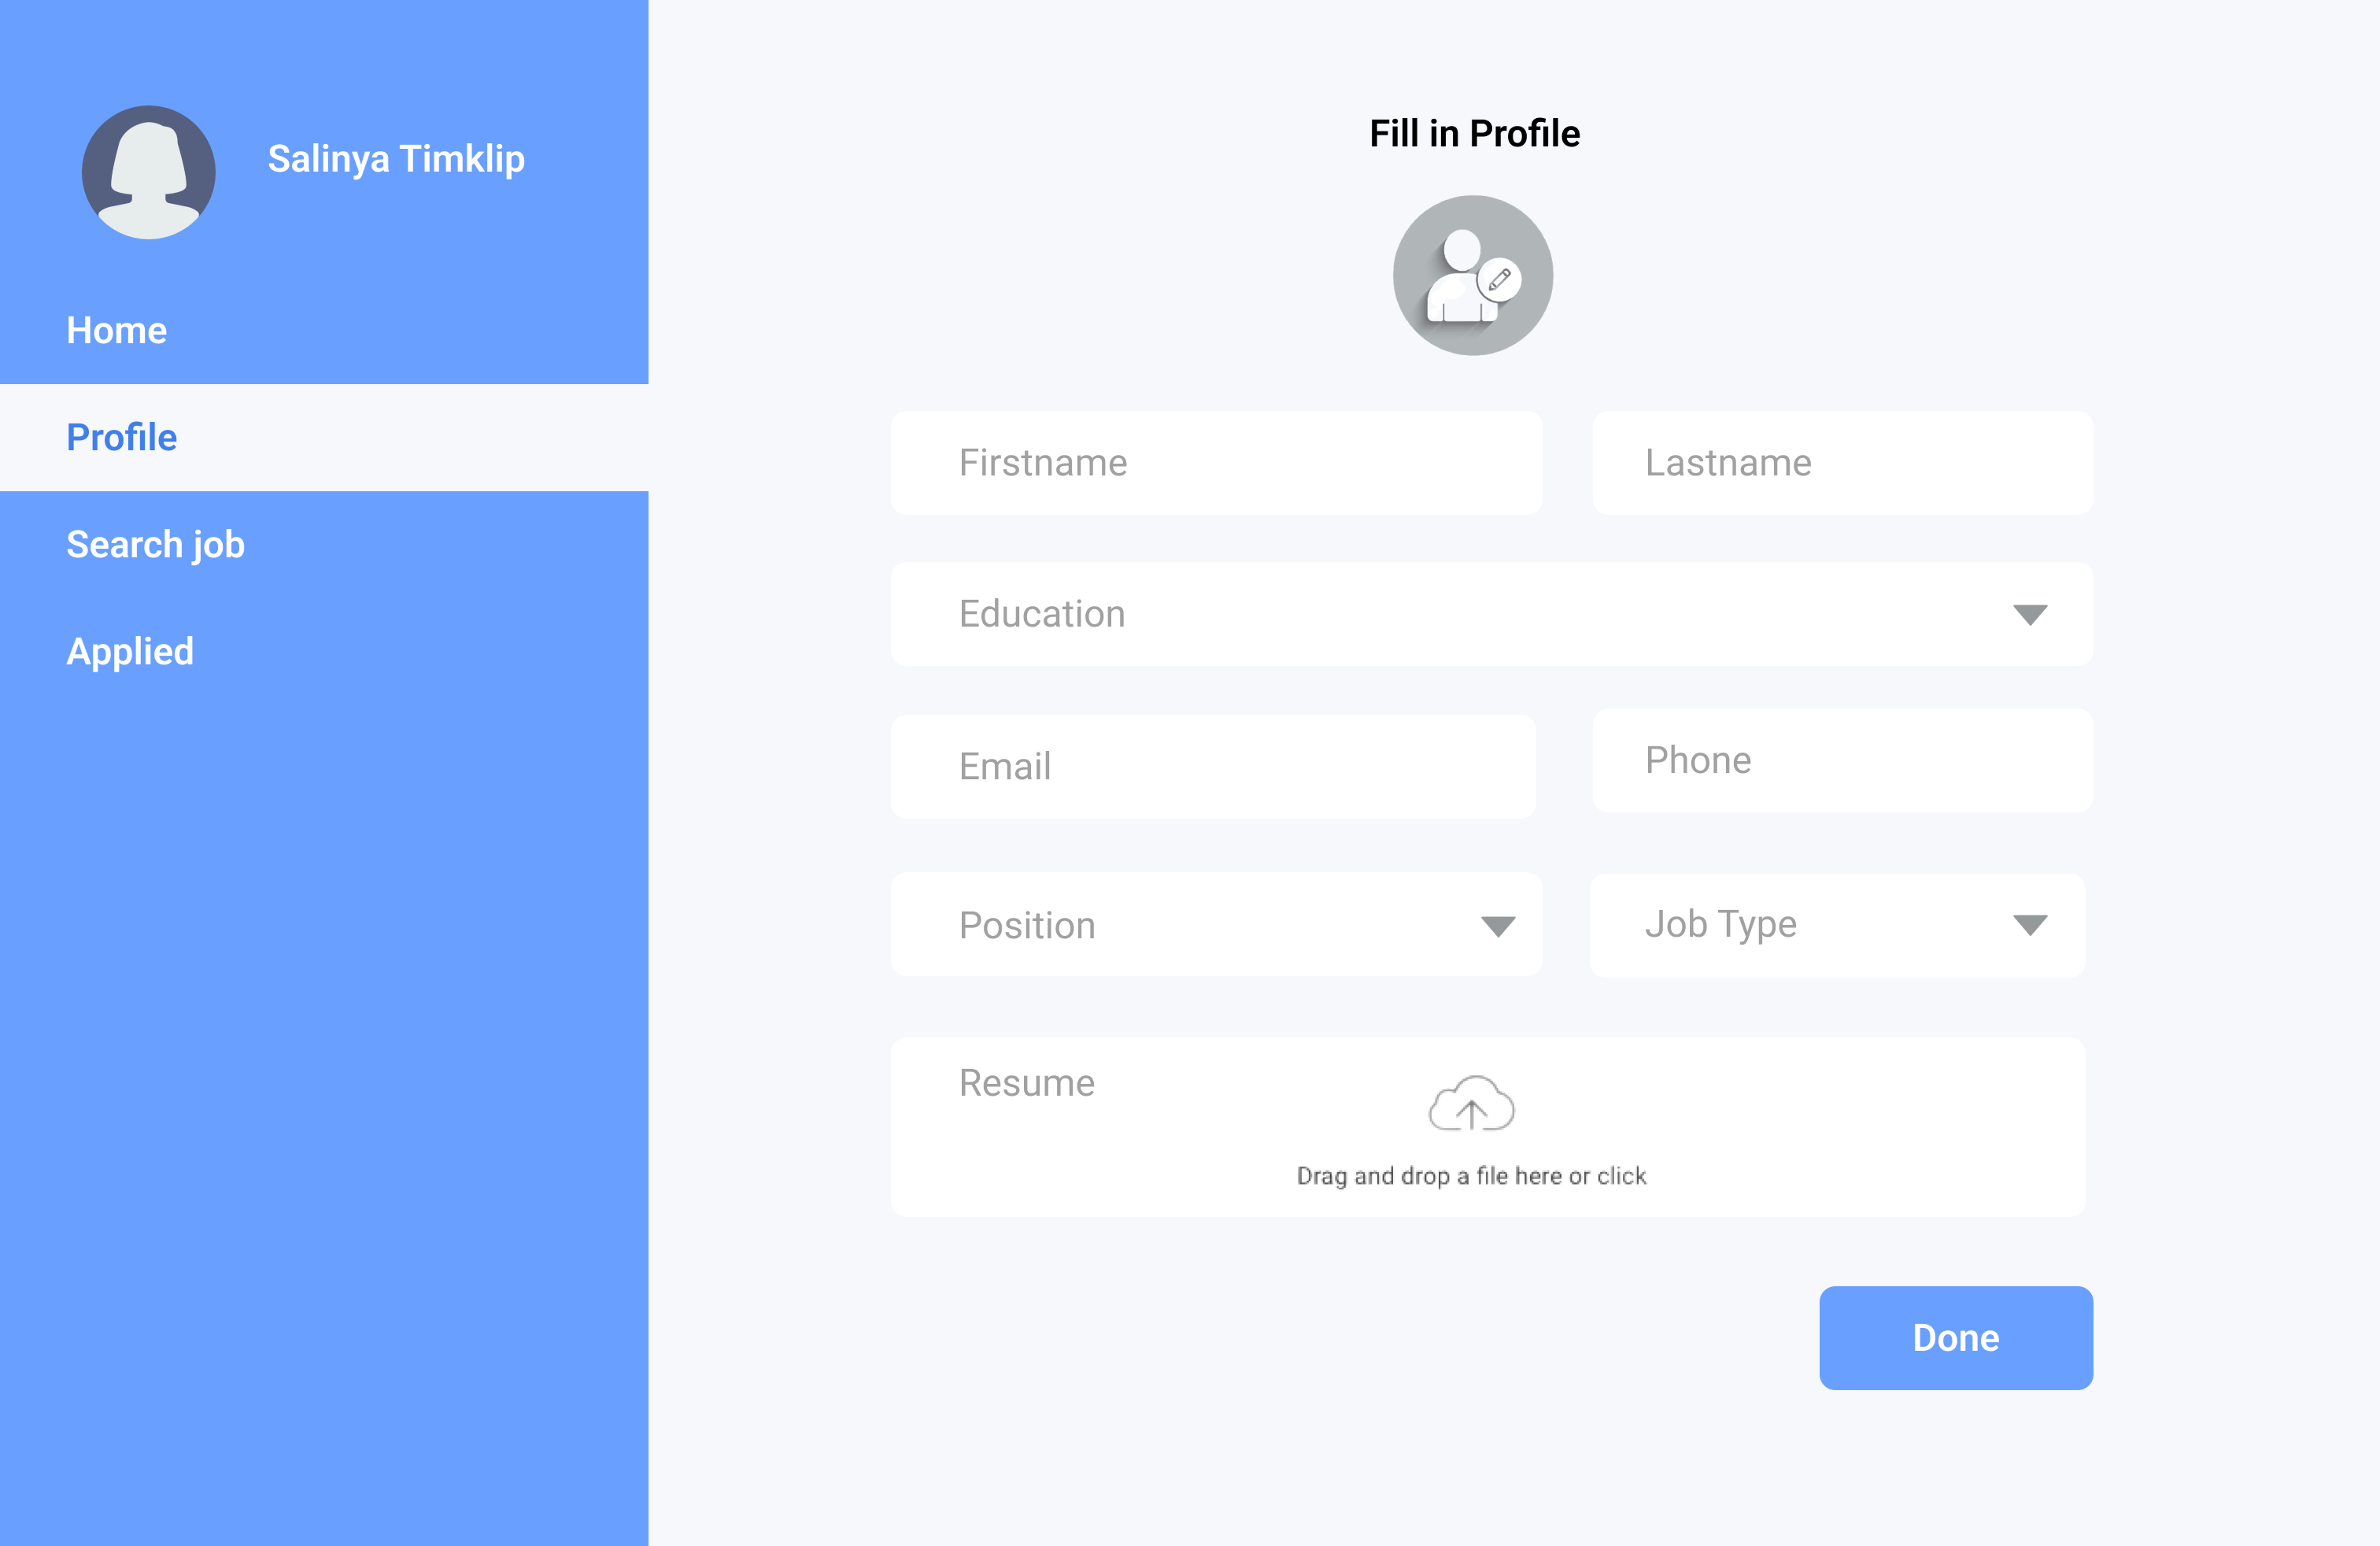 Salinya Timklip
Home
Profile
Search job
Applied
Fill in Profile
Firstname
Lastname
Education
Email
Phone
Position
Job Type
Resume
Drag and drop a file here or click
Done